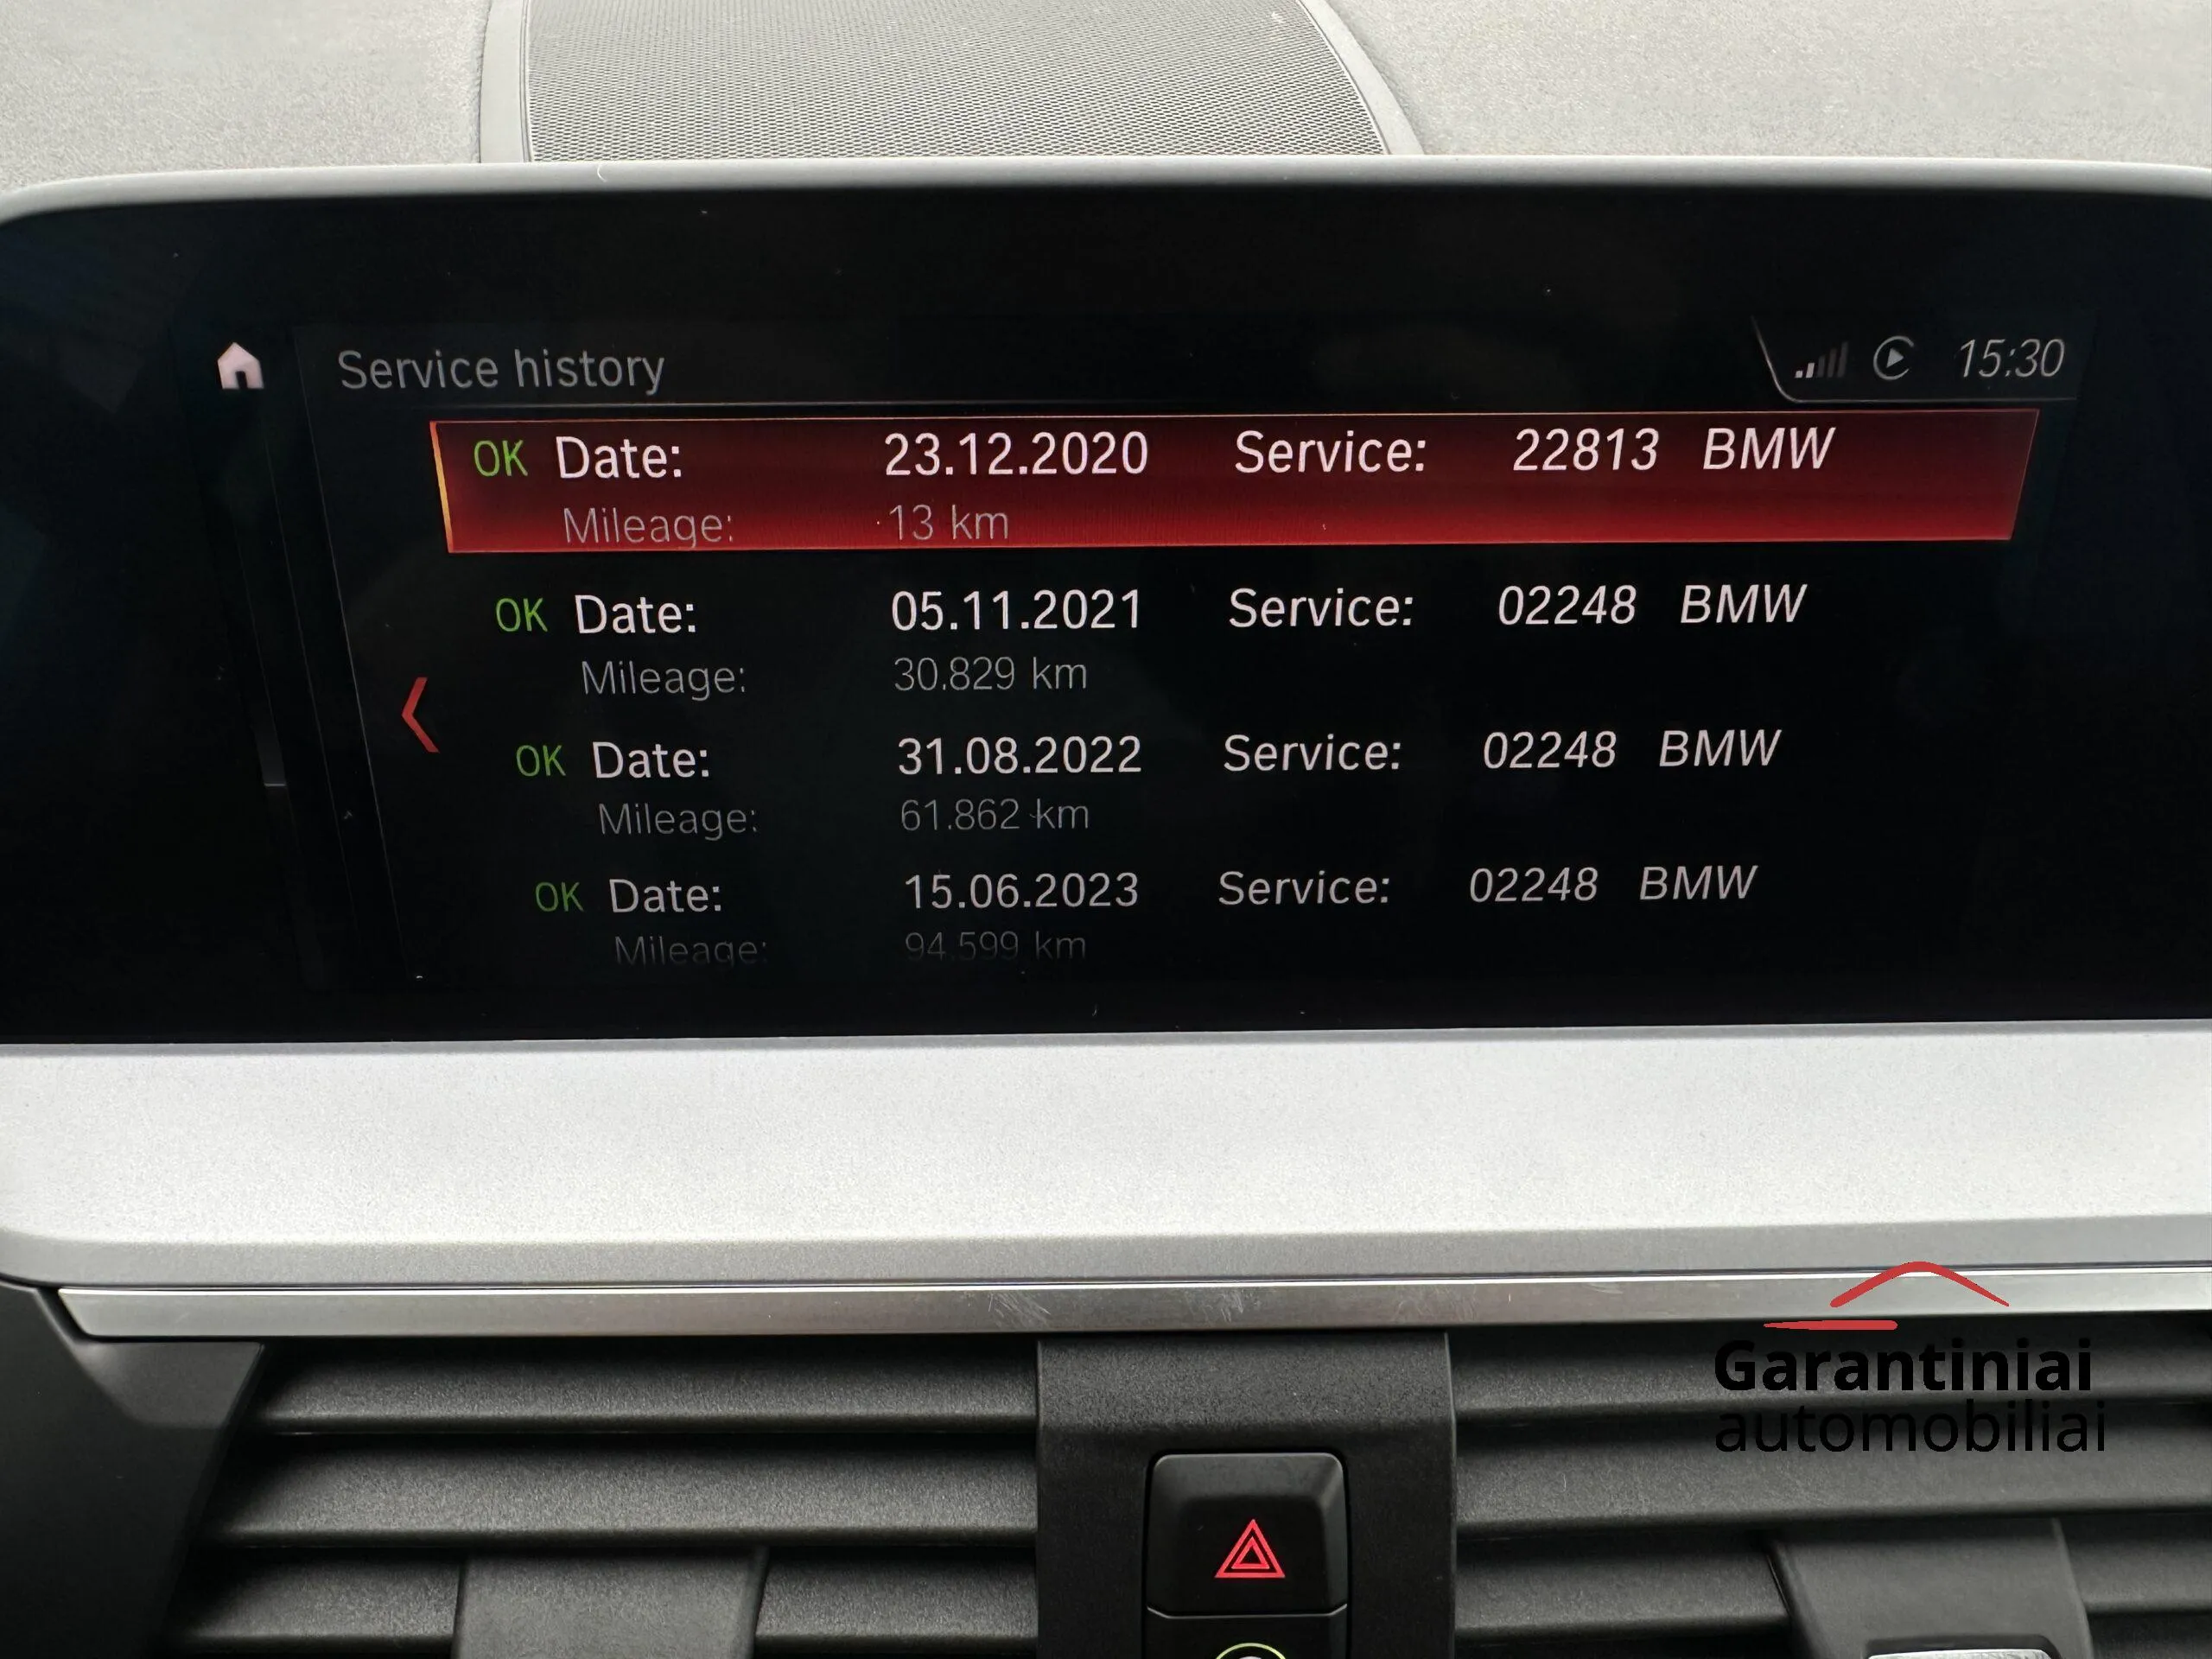 Service history 15:30
OK Date: 23.12.2020 Service: 22813 BMW
Mileage: 13 km
OK Date: 05.11.2021 Service: 02248 BMW
Mileage: 30.829 km
OK Date: 31.08.2022 Service: 02248 BMW
Mileage: 61.862 km
OK Date: 15.06.2023 Service: 02248 BMW
Mileage: 94.599 km
Garantiniai
automobiliai